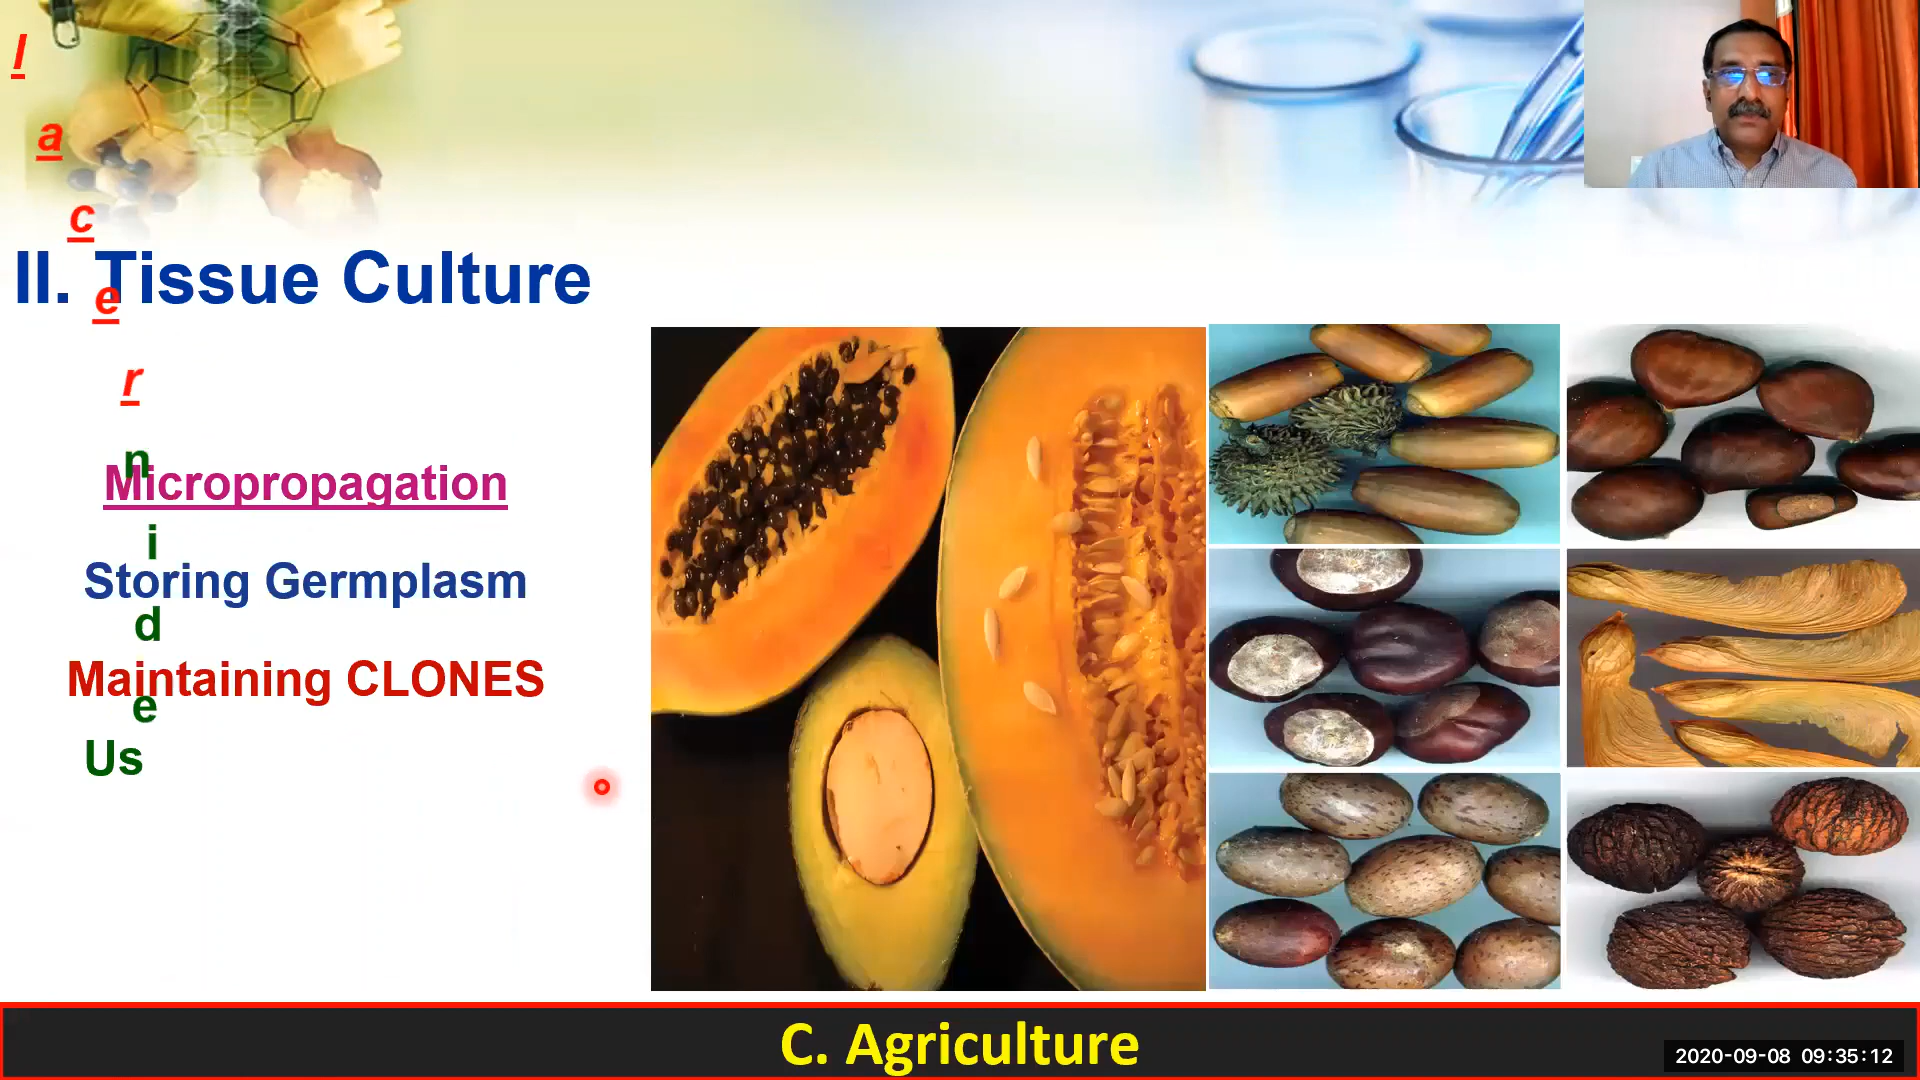 l
a
c
II. Tissue Culture
e
r
n
Micropropagation
i
Storing Germplasm
d
Maintaining CLONES
e
Us
C. Agriculture
2020-09-08 09:35:12